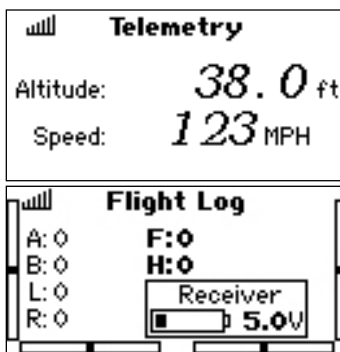 Telemetry
Altitude: 38.0 ft
Speed: 123 MPH
Flight Log
A: 0 F: 0
B: 0 H: 0
L: 0 Receiver
R: 0 5.0V